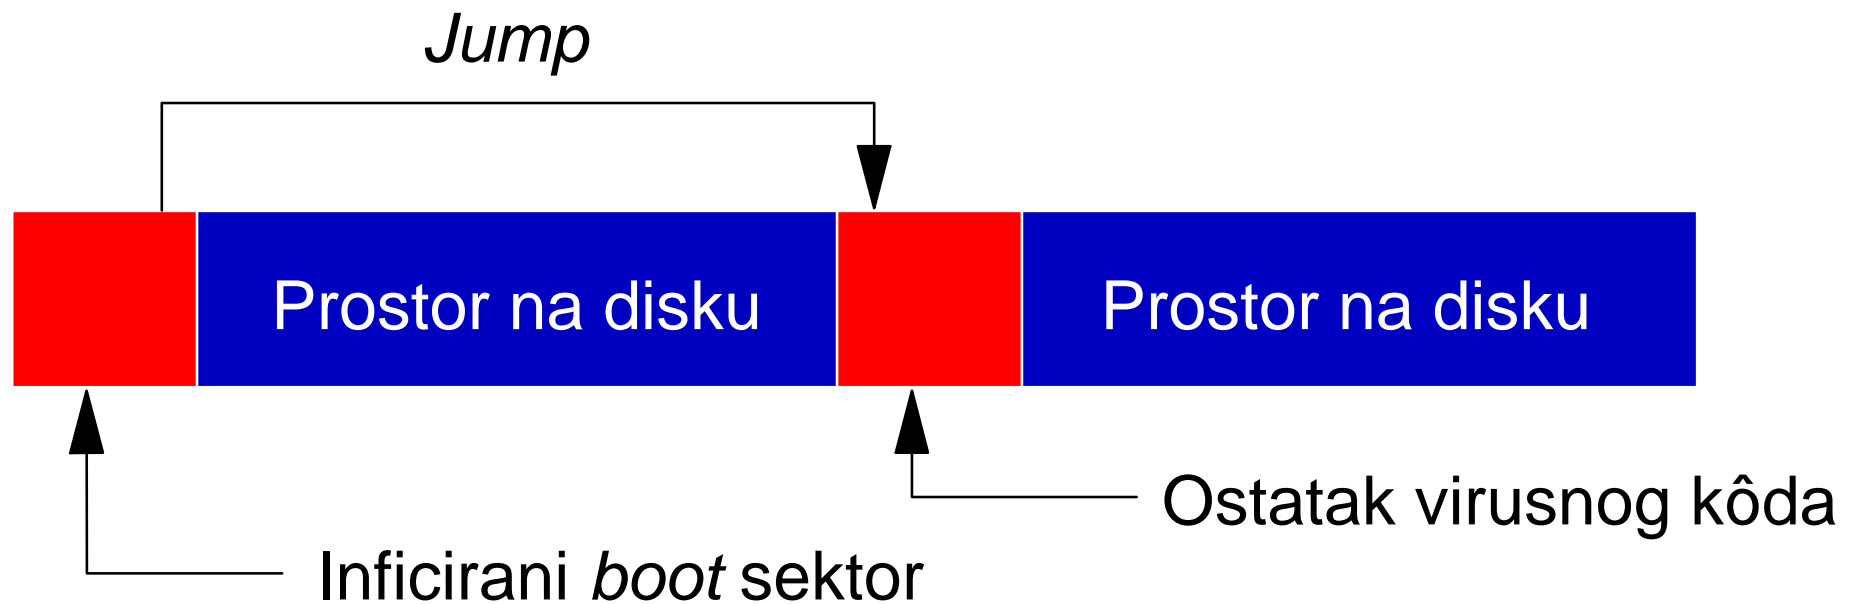 Jump
Prostor na disku
Prostor na disku
Ostatak virusnog kôda
Inficirani boot sektor